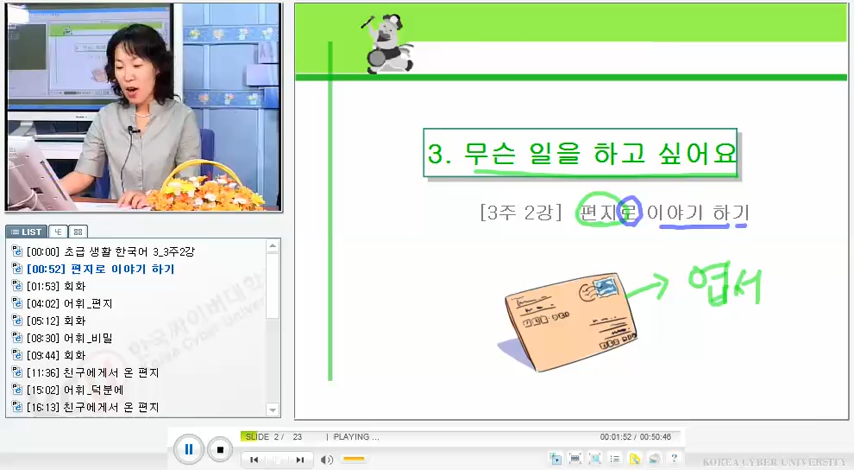 3. 무슨 일을 하고 싶어요
[3주 2강] 편지로 이야기 하기
엽서
LIST
[00:00] 초급 생활 한국어 3_3주2강
[00:52] 편지로 이야기 하기
[01:53] 회화
[04:02] 어휘_편지
[05:12] 회화
[08:30] 어휘_비밀
[09:44] 회화
[11:36] 친구에게서 온 편지
[15:02] 어휘_덕분에
[16:13] 친구에게서 온 편지
SLIDE 2 / 23 | PLAYING ...
00:01:52 / 00:50:46
KOREA CYBER UNIVERSITY